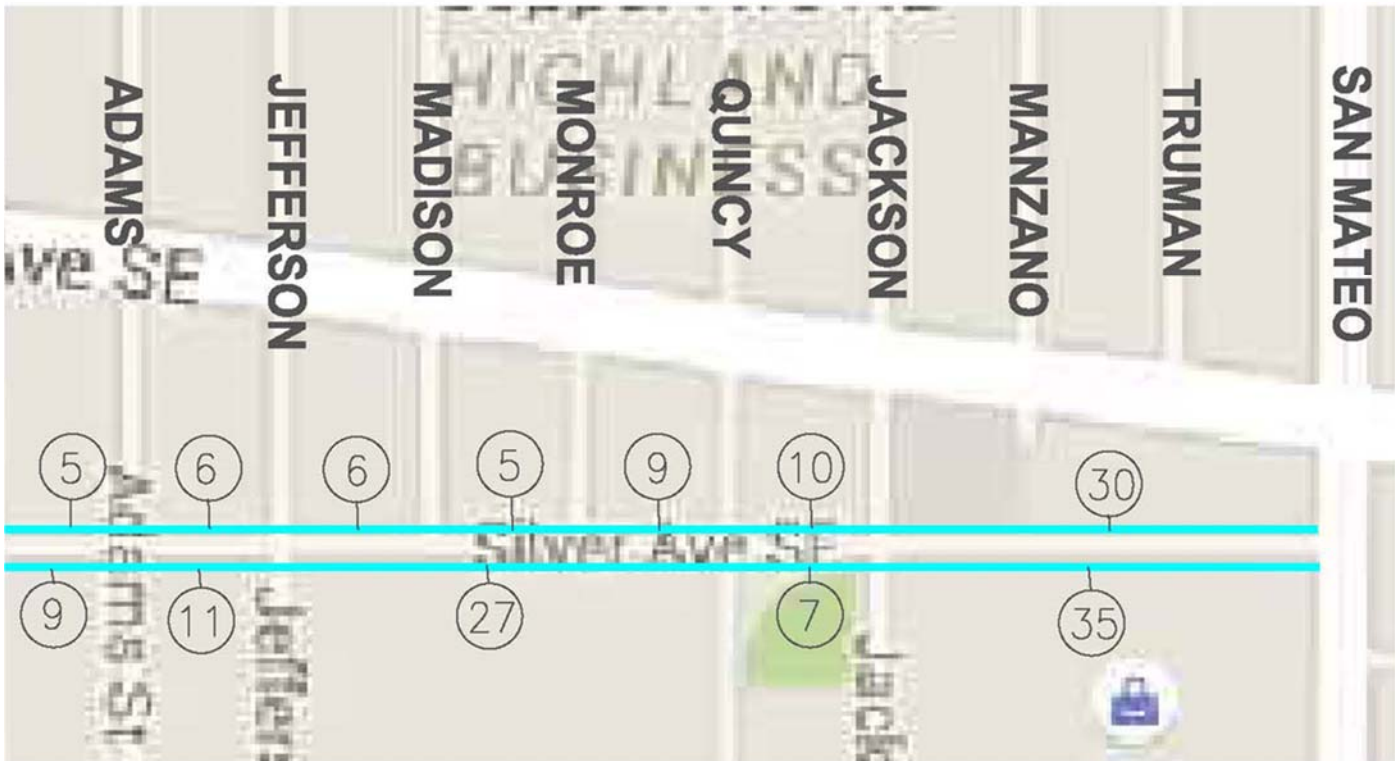 HIGHLAND
BUSINESS
ADAMS
JEFFERSON
MADISON
MONROE
QUINCY
JACKSON
MANZANO
TRUMAN
SAN MATEO
Ave SE
5
6
6
5
9
10
30
Silver Ave SE
9
11
27
7
35
Adams St
Jeffers
Jack